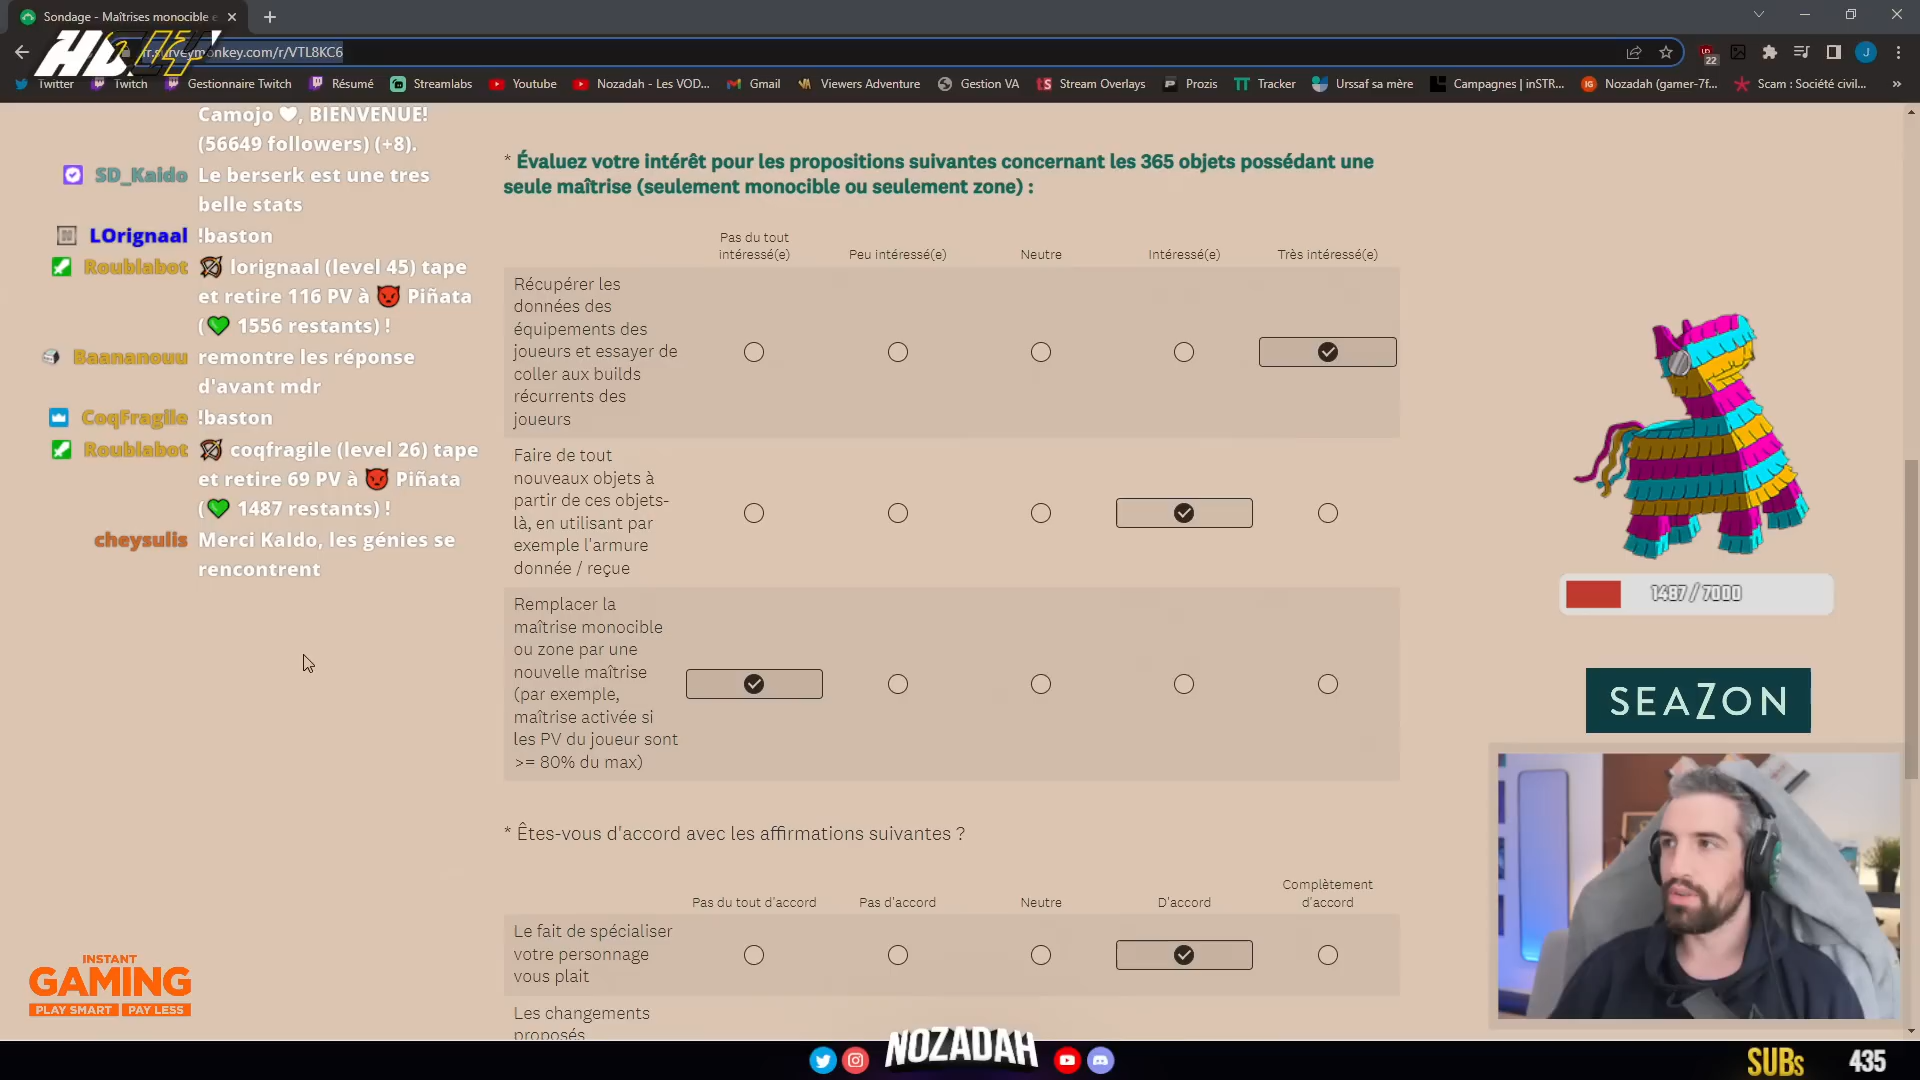 Sondage - Maîtrises monocible e
surveymonkey.com/r/VTL8KC6
22
J
Twitter
Twitch
Gestionnaire Twitch
Résumé
Streamlabs
Youtube
Nozadah - Les VOD...
Gmail
Viewers Adventure
Gestion VA
Stream Overlays
Prozis
Tracker
Urssaf sa mère
Campagnes | inSTR...
Nozadah (gamer-7f...
Scam : Société civil...
»
Camojo ♥, BIENVENUE!
(56649 followers) (+8).
SD_Kaido Le berserk est une tres
belle stats
LOrignaal !baston
Roublabot lorignaal (level 45) tape
et retire 116 PV à 👿 Piñata
(💚 1556 restants) !
Baananouu remontre les réponse
d'avant mdr
CoqFragile !baston
Roublabot coqfragile (level 26) tape
et retire 69 PV à 👿 Piñata
(💚 1487 restants) !
cheysulis Merci Kaldo, les génies se
rencontrent
* Évaluez votre intérêt pour les propositions suivantes concernant les 365 objets possédant une
seule maîtrise (seulement monocible ou seulement zone) :
Pas du tout
intéressé(e)
Peu intéressé(e)
Neutre
Intéressé(e)
Très intéressé(e)
Récupérer les
données des
équipements des
joueurs et essayer de
coller aux builds
récurrents des
joueurs
Faire de tout
nouveaux objets à
partir de ces objets-
là, en utilisant par
exemple l'armure
donnée / reçue
Remplacer la
maîtrise monocible
ou zone par une
nouvelle maîtrise
(par exemple,
maîtrise activée si
les PV du joueur sont
>= 80% du max)
* Êtes-vous d'accord avec les affirmations suivantes ?
Pas du tout d'accord
Pas d'accord
Neutre
D'accord
Complètement
d'accord
Le fait de spécialiser
votre personnage
vous plait
Les changements
proposés
1487 / 7000
SEAZON
INSTANT
GAMING
PLAY SMART PAY LESS
NOZADAH
SUBs 435